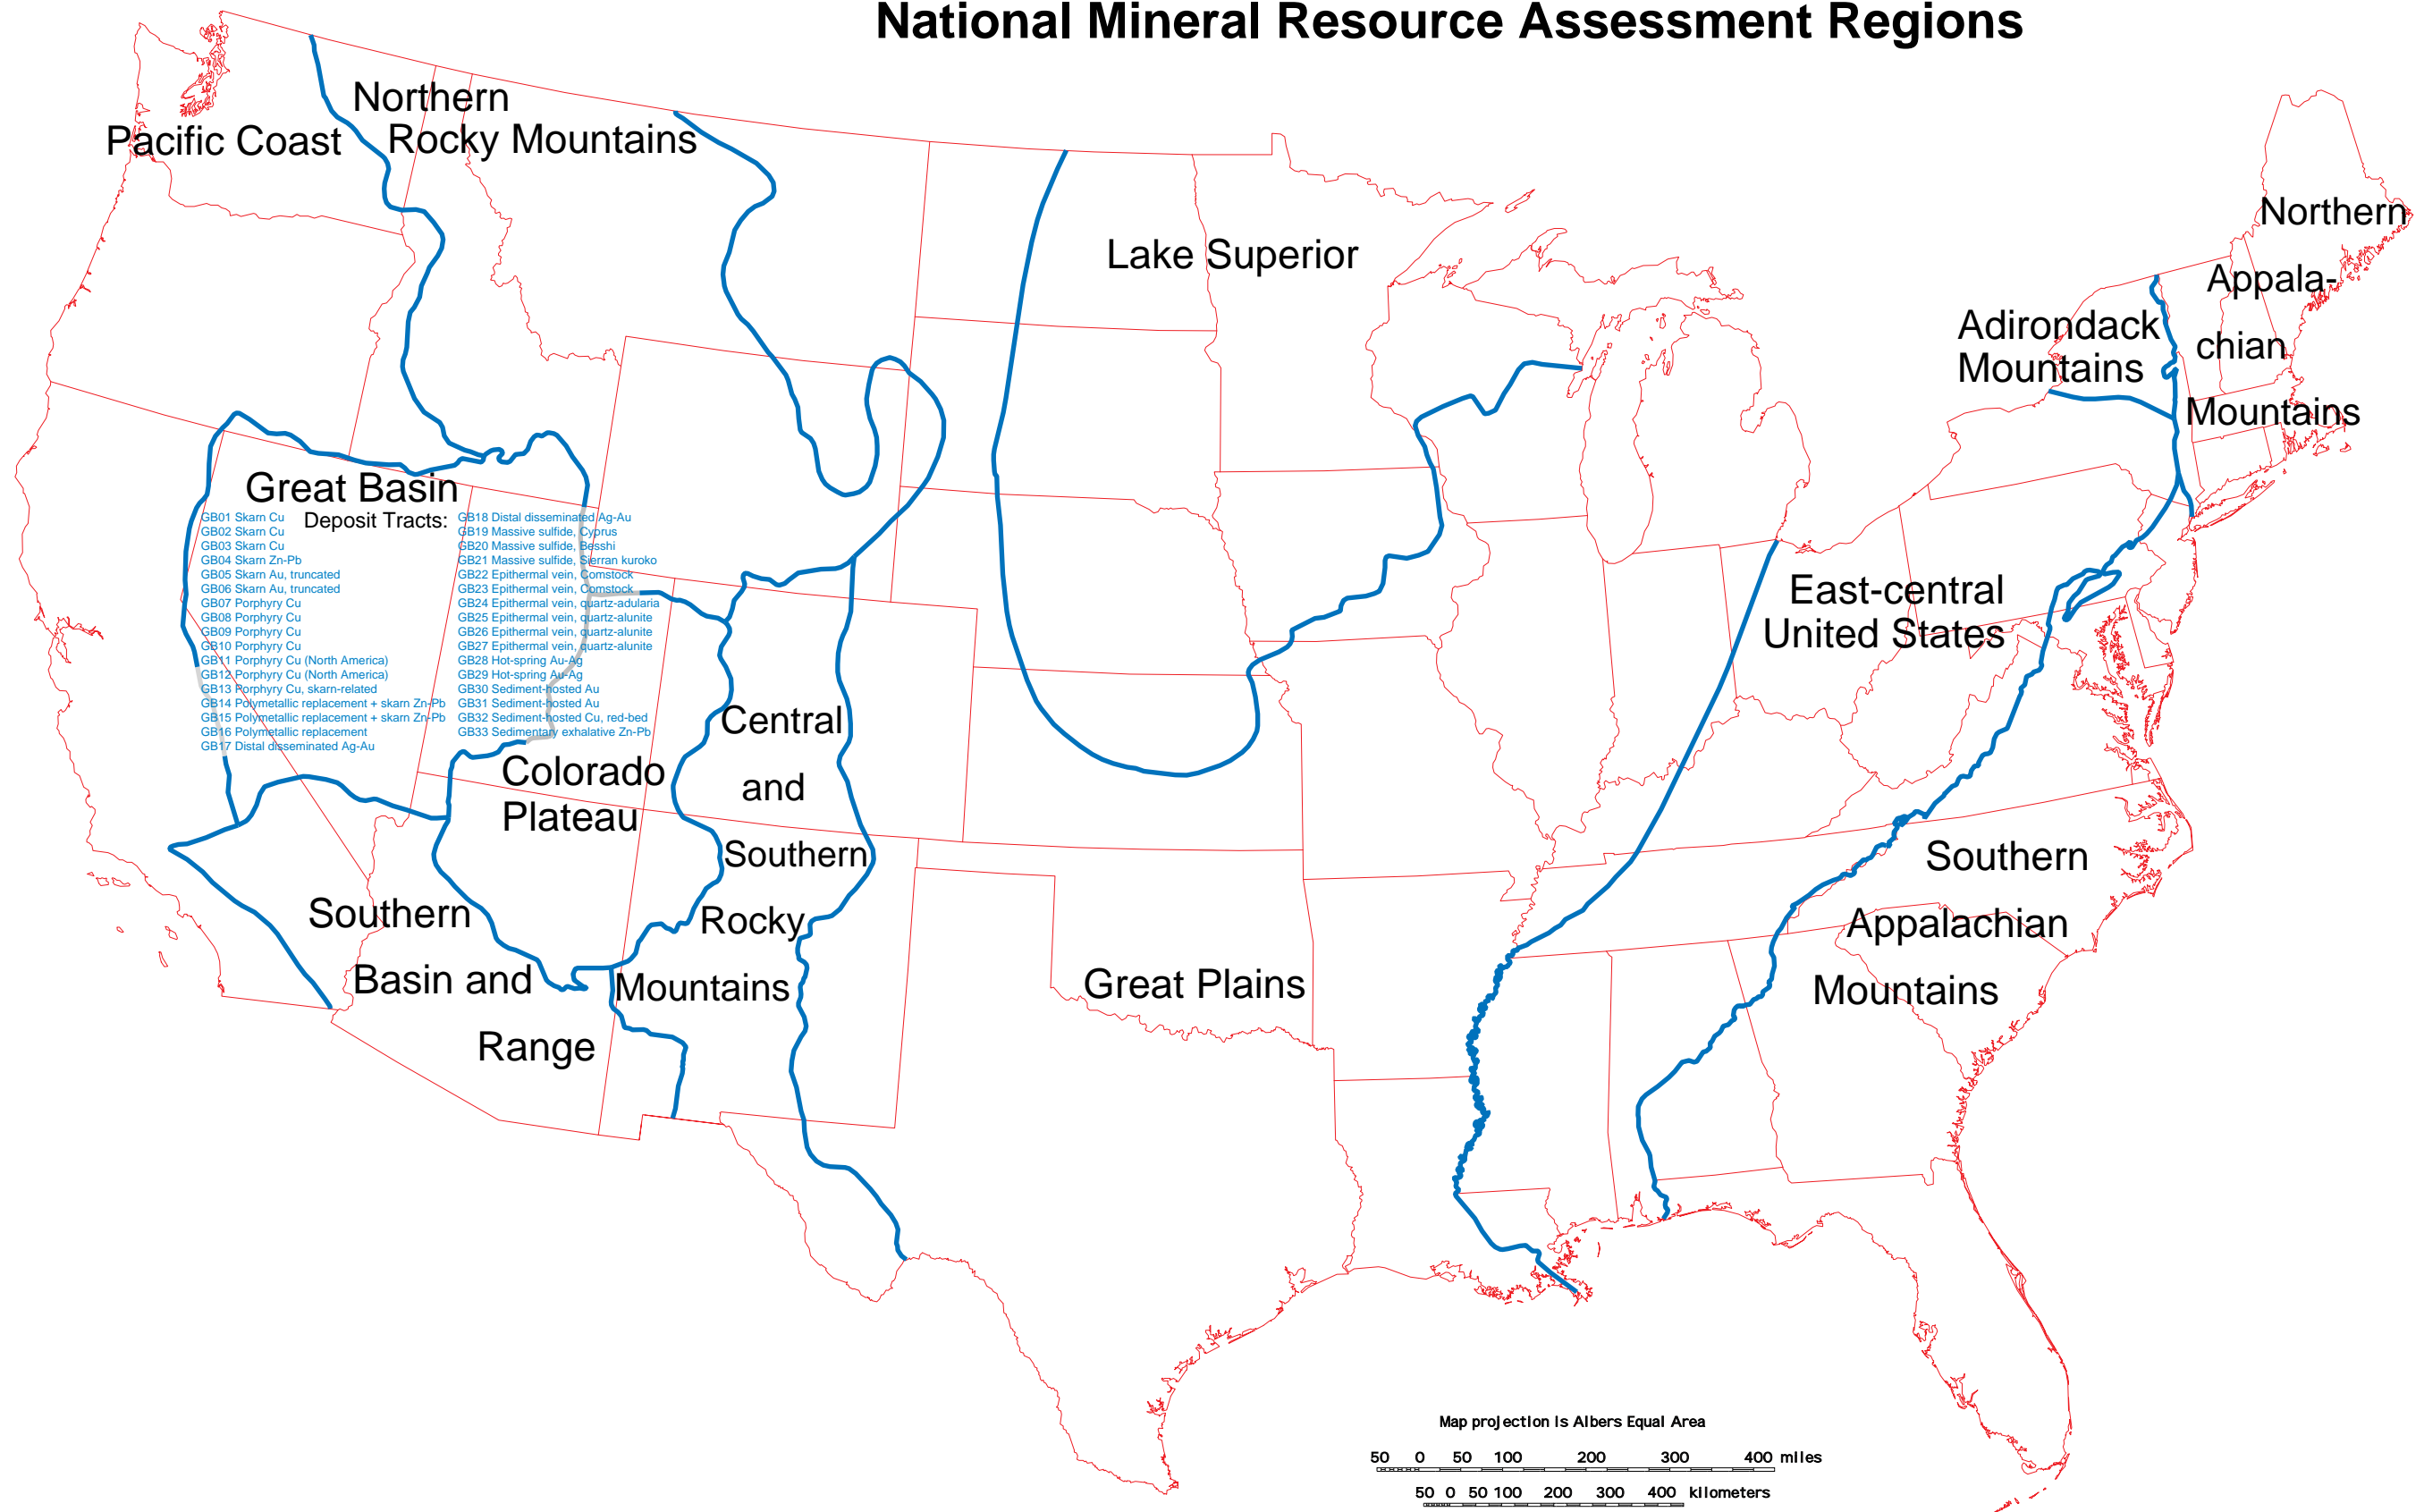 National Mineral Resource Assessment Regions
Northern
Rocky Mountains
Pacific Coast
Lake Superior
Northern
Appala-
chian
Mountains
Adirondack
Mountains
Great Basin
Deposit Tracts:
GB01 Skarn Cu
GB02 Skarn Cu
GB03 Skarn Cu
GB04 Skarn Zn-Pb
GB05 Skarn Au, truncated
GB06 Skarn Au, truncated
GB07 Porphyry Cu
GB08 Porphyry Cu
GB09 Porphyry Cu
GB10 Porphyry Cu
GB11 Porphyry Cu (North America)
GB12 Porphyry Cu (North America)
GB13 Porphyry Cu, skarn-related
GB14 Polymetallic replacement + skarn Zn-Pb
GB15 Polymetallic replacement + skarn Zn-Pb
GB16 Polymetallic replacement
GB17 Distal disseminated Ag-Au
GB18 Distal disseminated Ag-Au
GB19 Massive sulfide, Cyprus
GB20 Massive sulfide, Besshi
GB21 Massive sulfide, Sierran kuroko
GB22 Epithermal vein, Comstock
GB23 Epithermal vein, Comstock
GB24 Epithermal vein, quartz-adularia
GB25 Epithermal vein, quartz-alunite
GB26 Epithermal vein, quartz-alunite
GB27 Epithermal vein, quartz-alunite
GB28 Hot-spring Au-Ag
GB29 Hot-spring Au-Ag
GB30 Sediment-hosted Au
GB31 Sediment-hosted Au
GB32 Sediment-hosted Cu, red-bed
GB33 Sedimentary exhalative Zn-Pb
East-central
United States
Colorado
Plateau
Central
and
Southern
Rocky
Mountains
Southern
Basin and
Range
Great Plains
Southern
Appalachian
Mountains
Map projection is Albers Equal Area
50 0 50 100 200 300 400 miles
50 0 50 100 200 300 400 kilometers